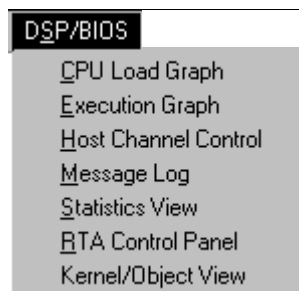 DSP/BIOS
CPU Load Graph
Execution Graph
Host Channel Control
Message Log
Statistics View
RTA Control Panel
Kernel/Object View